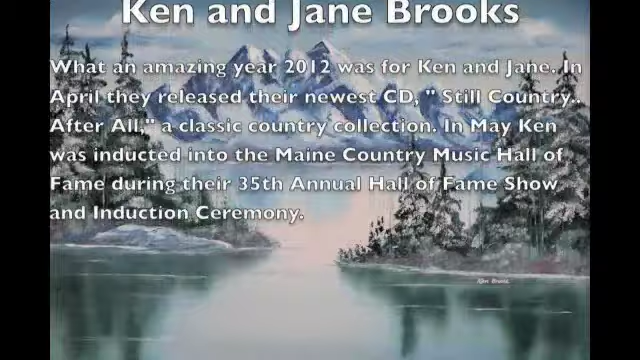 Ken and Jane Brooks
What an amazing year 2012 was for Ken and Jane. In
April they released their newest CD, " Still Country..
After All," a classic country collection. In May Ken
was inducted into the Maine Country Music Hall of
Fame during their 35th Annual Hall of Fame Show
and Induction Ceremony.
Ken Brooks